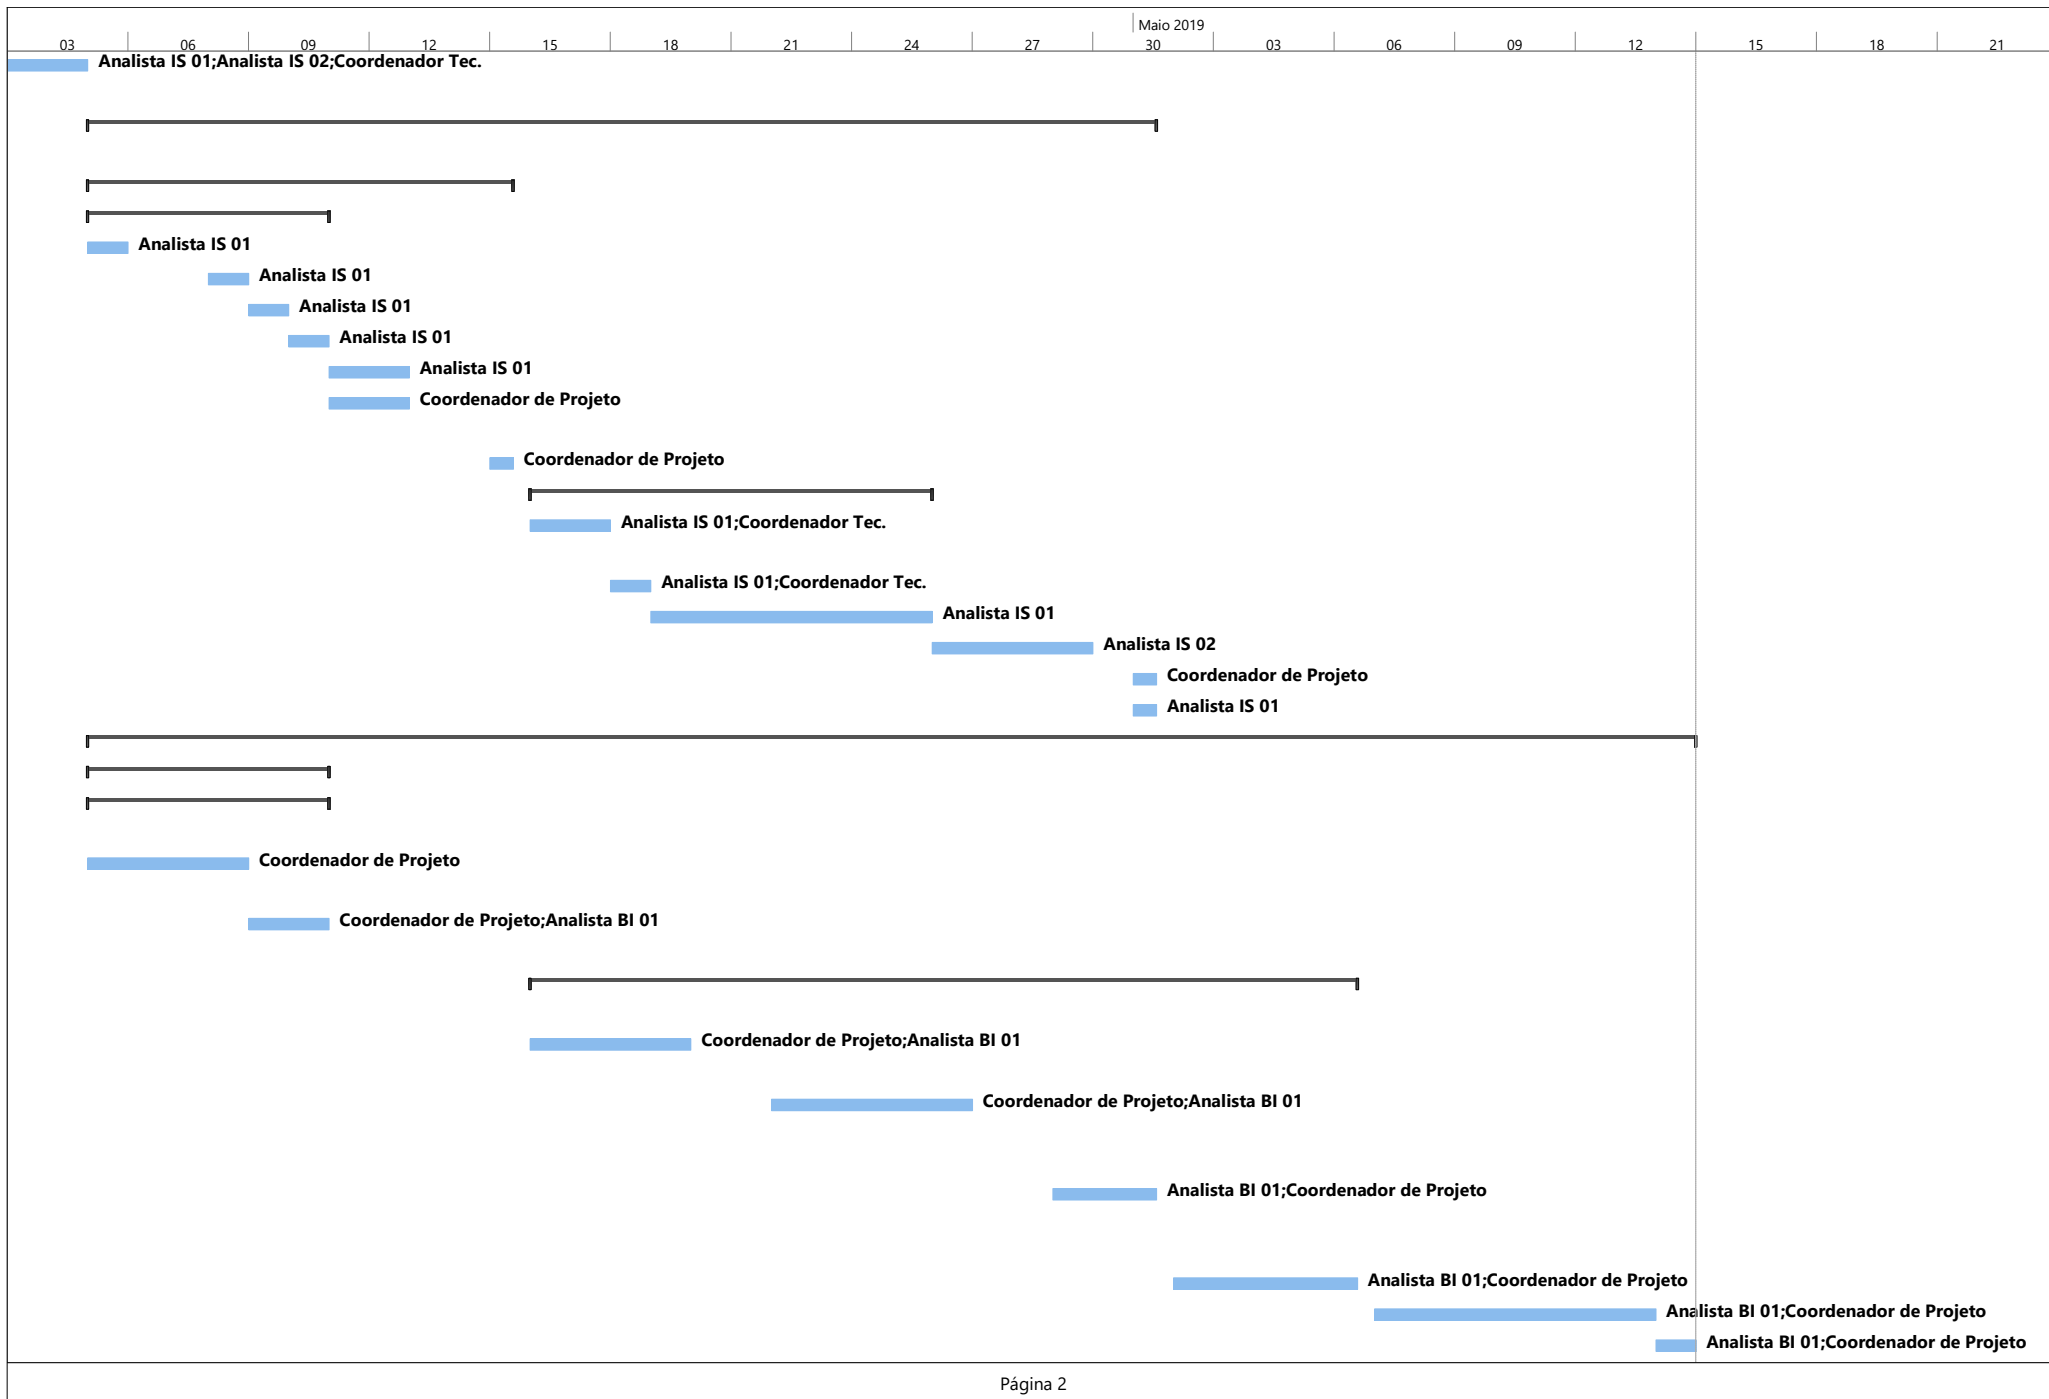 Maio 2019
03 06 09 12 15 18 21 24 27 30 03 06 09 12 15 18 21
Analista IS 01;Analista IS 02;Coordenador Tec.
Analista IS 01
Analista IS 01
Analista IS 01
Analista IS 01
Analista IS 01
Coordenador de Projeto
Coordenador de Projeto
Analista IS 01;Coordenador Tec.
Analista IS 01;Coordenador Tec.
Analista IS 01
Analista IS 02
Coordenador de Projeto
Analista IS 01
Coordenador de Projeto
Coordenador de Projeto;Analista BI 01
Coordenador de Projeto;Analista BI 01
Coordenador de Projeto;Analista BI 01
Analista BI 01;Coordenador de Projeto
Analista BI 01;Coordenador de Projeto
Analista BI 01;Coordenador de Projeto
Analista BI 01;Coordenador de Projeto
Página 2